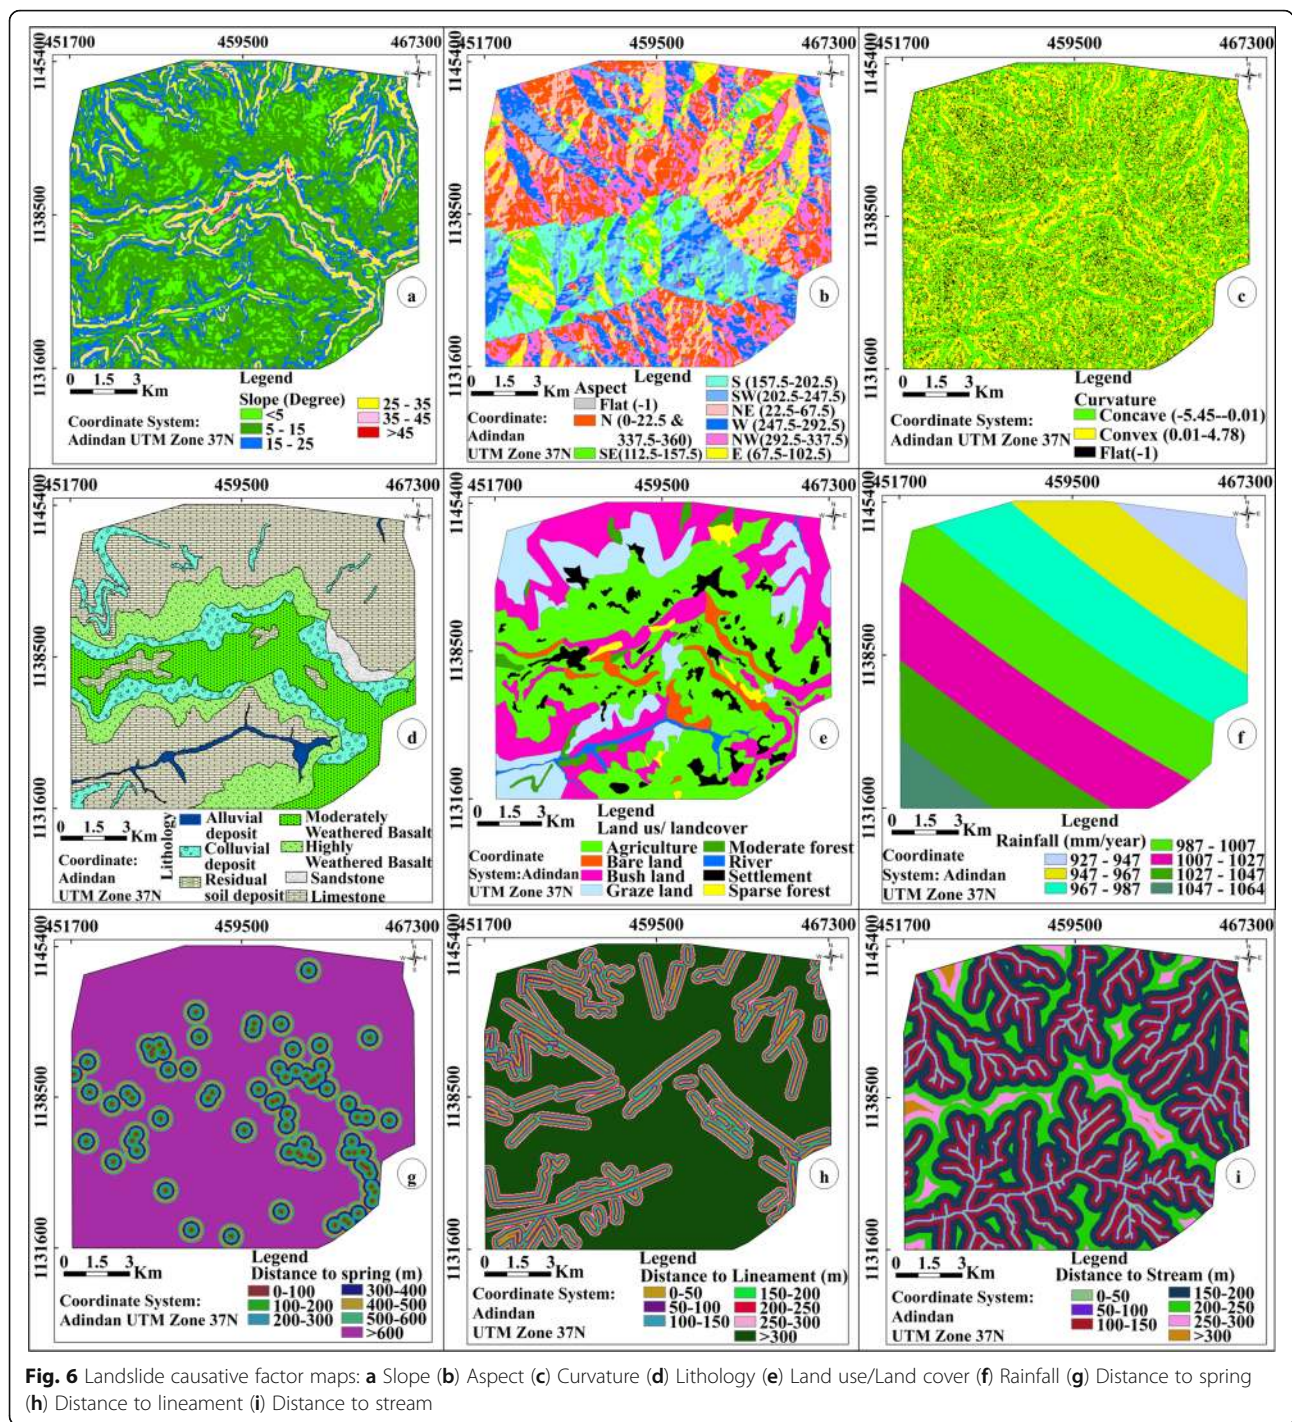 451700 459500 467300
1145400
1138500
1131600
W E
N
S
a
0 1.5 3
Km
Legend
Slope (Degree)
<5
5 - 15
15 - 25
25 - 35
35 - 45
>45
Coordinate System:
Adindan UTM Zone 37N
451700 459500 467300
1145400
1138500
1131600
W E
N
S
b
0 1.5 3
Km
Legend
Aspect
Flat (-1)
N (0-22.5 &
337.5-360)
SE(112.5-157.5)
S (157.5-202.5)
SW(202.5-247.5)
NE (22.5-67.5)
W (247.5-292.5)
NW(292.5-337.5)
E (67.5-102.5)
Coordinate:
Adindan
UTM Zone 37N
459500 467300
1145400
1138500
1131600
W E
N
S
c
0 1.5 3
Km
Legend
Curvature
Concave (-5.45--0.01)
Convex (0.01-4.78)
Flat(-1)
Coordinate System:
Adindan UTM Zone 37N
451700 459500 467300
1145400
1138500
1131600
W E
N
S
d
0 1.5 3
Km
Legend
Lithology
Alluvial
deposit
Colluvial
deposit
Residual
soil deposit
Moderately
Weathered Basalt
Highly
Weathered Basalt
Sandstone
Limestone
Coordinate:
Adindan
UTM Zone 37N
451700 459500 467300
1145400
1138500
1131600
W E
N
S
e
0 1.5 3
Km
Legend
Land us/ landcover
Agriculture
Bare land
Bush land
Graze land
Moderate forest
River
Settlement
Sparse forest
Coordinate
System:Adindan
UTM Zone 37N
451700 459500 467300
1145400
1138500
1131600
W E
N
S
f
0 1.5 3
Km
Legend
Rainfall (mm/year)
927 - 947
947 - 967
967 - 987
987 - 1007
1007 - 1027
1027 - 1047
1047 - 1064
Coordinate
System: Adindan
UTM Zone 37N
451700 459500 467300
1145400
1138500
1131600
W E
N
S
g
0 1.5 3
Km
Legend
Distance to spring (m)
0-100
100-200
200-300
300-400
400-500
500-600
>600
Coordinate System:
Adindan UTM Zone 37N
451700 459500 467300
1145400
1138500
1131600
W E
N
S
h
0 1.5 3
Km
Legend
Distance to Lineament (m)
0-50
50-100
100-150
150-200
200-250
250-300
>300
Coordinate System:
Adindan
UTM Zone 37N
451700 459500 467300
1145400
1138500
1131600
W E
N
S
i
0 1.5 3
Km
Legend
Distance to Stream (m)
0-50
50-100
100-150
150-200
200-250
250-300
>300
Coordinate System:
Adindan
UTM Zone 37N
Fig. 6 Landslide causative factor maps: a Slope (b) Aspect (c) Curvature (d) Lithology (e) Land use/Land cover (f) Rainfall (g) Distance to spring
(h) Distance to lineament (i) Distance to stream